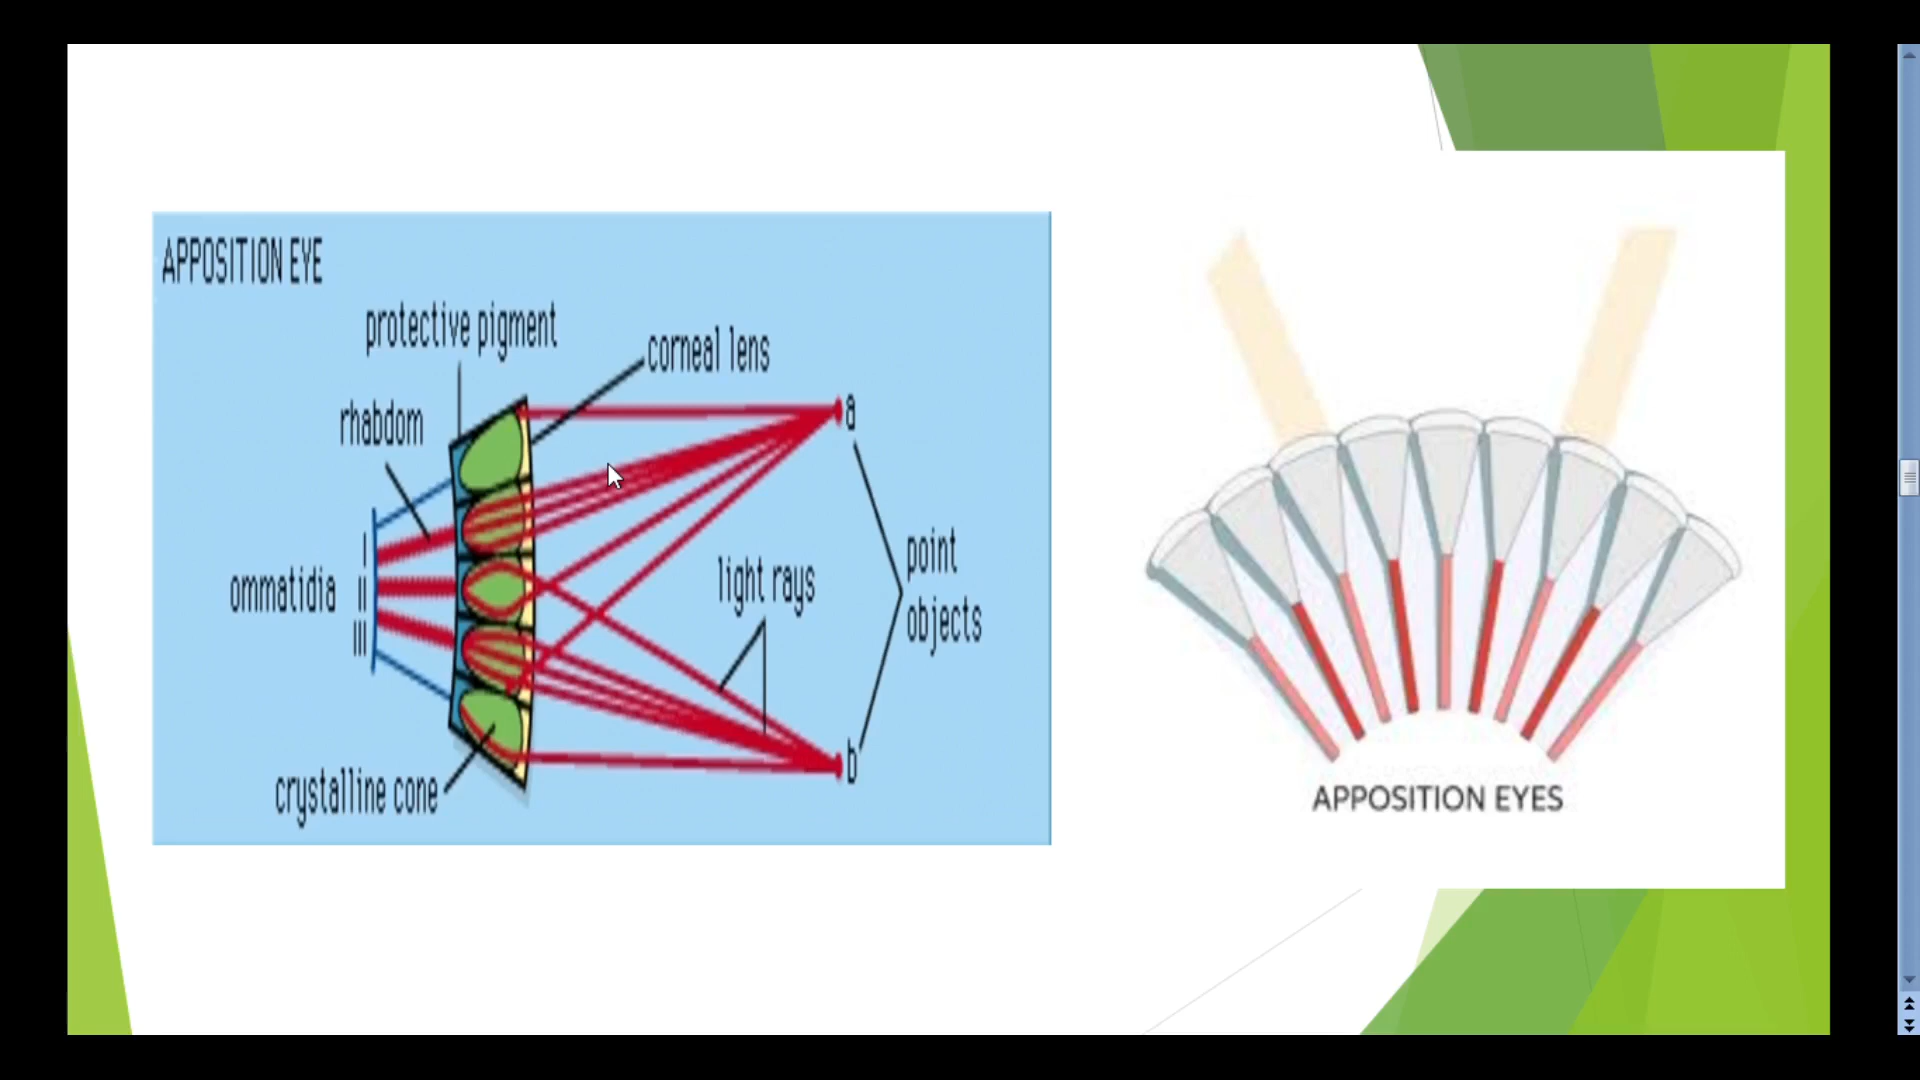 APPOSITION EYE
protective pigment
corneal lens
rhabdom
a
point
objects
light rays
ommatidia
i
ii
iii
b
crystalline cone
APPOSITION EYES